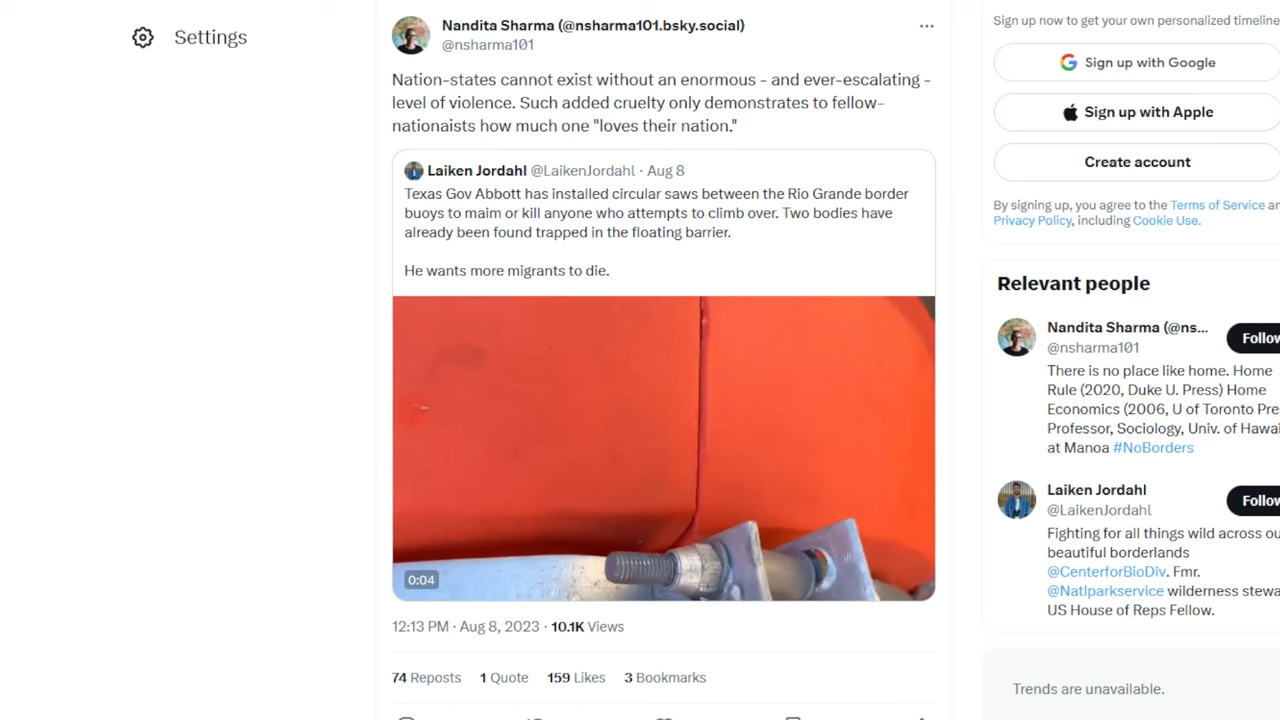 Settings
Nandita Sharma (@nsharma101.bsky.social)
@nsharma101
Nation-states cannot exist without an enormous - and ever-escalating -
level of violence. Such added cruelty only demonstrates to fellow-
nationaists how much one "loves their nation."
Laiken Jordahl @LaikenJordahl · Aug 8
Texas Gov Abbott has installed circular saws between the Rio Grande border
buoys to maim or kill anyone who attempts to climb over. Two bodies have
already been found trapped in the floating barrier.
He wants more migrants to die.
0:04
12:13 PM · Aug 8, 2023 · 10.1K Views
74 Reposts 1 Quote 159 Likes 3 Bookmarks
Sign up now to get your own personalized timeline
Sign up with Google
Sign up with Apple
Create account
By signing up, you agree to the Terms of Service an
Privacy Policy, including Cookie Use.
Relevant people
Nandita Sharma (@ns...
Follow
@nsharma101
There is no place like home. Home
Rule (2020, Duke U. Press) Home
Economics (2006, U of Toronto Pre
Professor, Sociology, Univ. of Hawai
at Manoa #NoBorders
Laiken Jordahl
Follow
@LaikenJordahl
Fighting for all things wild across ou
beautiful borderlands
@CenterforBioDiv. Fmr.
@Natlparkservice wilderness stewa
US House of Reps Fellow.
Trends are unavailable.